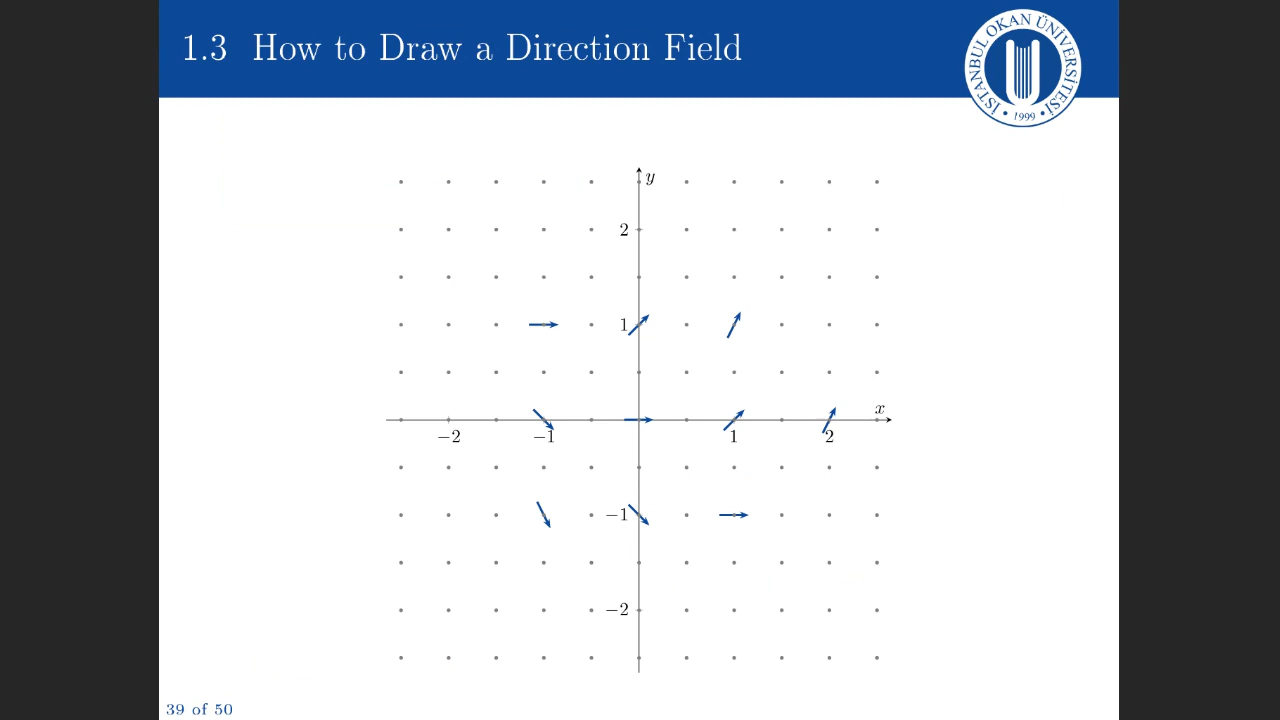 1.3 How to Draw a Direction Field
İSTANBUL OKAN ÜNİVERSİTESİ
• 1999 •
y
2
1
x
−2 −1 1 2
−1
−2
39 of 50